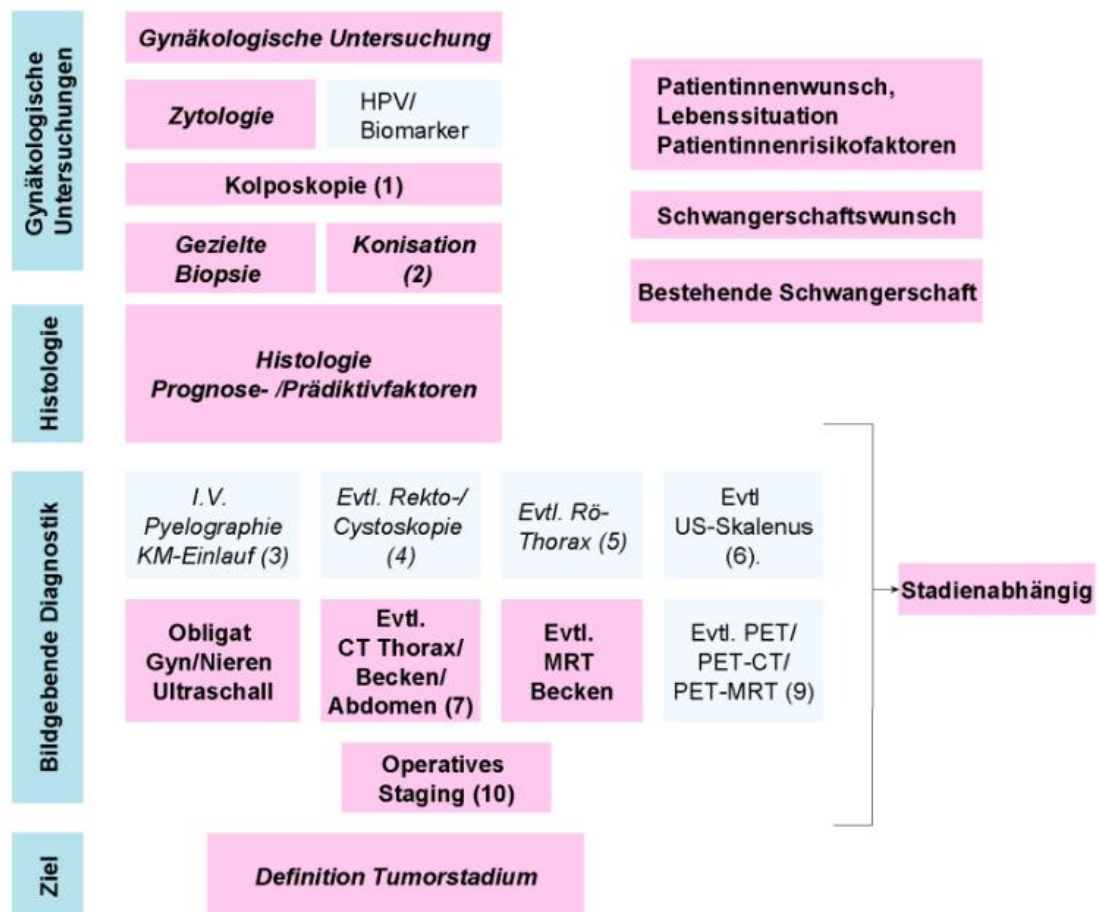 Gynäkologische
Untersuchungen
Gynäkologische Untersuchung
Zytologie
HPV/
Biomarker
Kolposkopie (1)
Gezielte
Biopsie
Konisation
(2)
Patientinnenwunsch,
Lebenssituation
Patientinnenrisikofaktoren
Schwangerschaftswunsch
Bestehende Schwangerschaft
Histologie
Histologie
Prognose- /Prädiktivfaktoren
Bildgebende Diagnostik
I.V.
Pyelographie
KM-Einlauf (3)
Evtl. Rekto-/
Cystoskopie
(4)
Evtl. Rö-
Thorax (5)
Evtl
US-Skalenus
(6).
Obligat
Gyn/Nieren
Ultraschall
Evtl.
CT Thorax/
Becken/
Abdomen (7)
Evtl.
MRT
Becken
Evtl. PET/
PET-CT/
PET-MRT (9)
Operatives
Staging (10)
Stadienabhängig
Ziel
Definition Tumorstadium